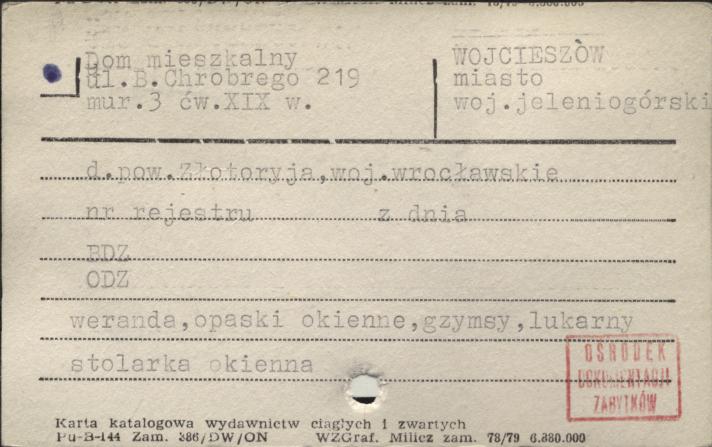 Dom mieszkalny
ul.B.Chrobrego 219
mur.3 ćw.XIX w.
WOJCIESZÒW
miasto
woj.jeleniogórski
d.pow.Złotoryja,woj.wrocławskie
nr rejestru z dnia
BDZ
ODZ
weranda,opaski okienne,gzymsy,lukarny
stolarka okienna
OŚRODEK
DOKUMENTACJI
ZABYTKÓW
Karta katalogowa wydawnictw ciągłych i zwartych
Pu-B-144 Zam. 386/DW/ON WZGraf. Milicz zam. 78/79 6.880.000